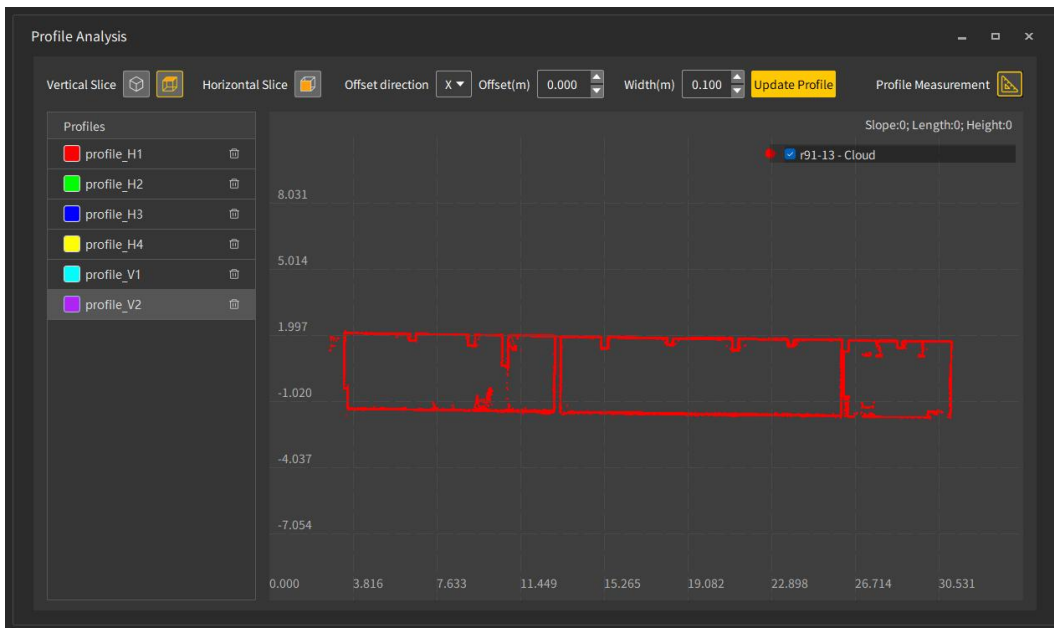 Profile Analysis
Vertical Slice Horizontal Slice Offset direction X Offset(m) 0.000 Width(m) 0.100 Update Profile Profile Measurement
Profiles
profile_H1
profile_H2
profile_H3
profile_H4
profile_V1
profile_V2
Slope:0; Length:0; Height:0
r91-13 - Cloud
8.031
5.014
1.997
-1.020
-4.037
-7.054
0.000 3.816 7.633 11.449 15.265 19.082 22.898 26.714 30.531